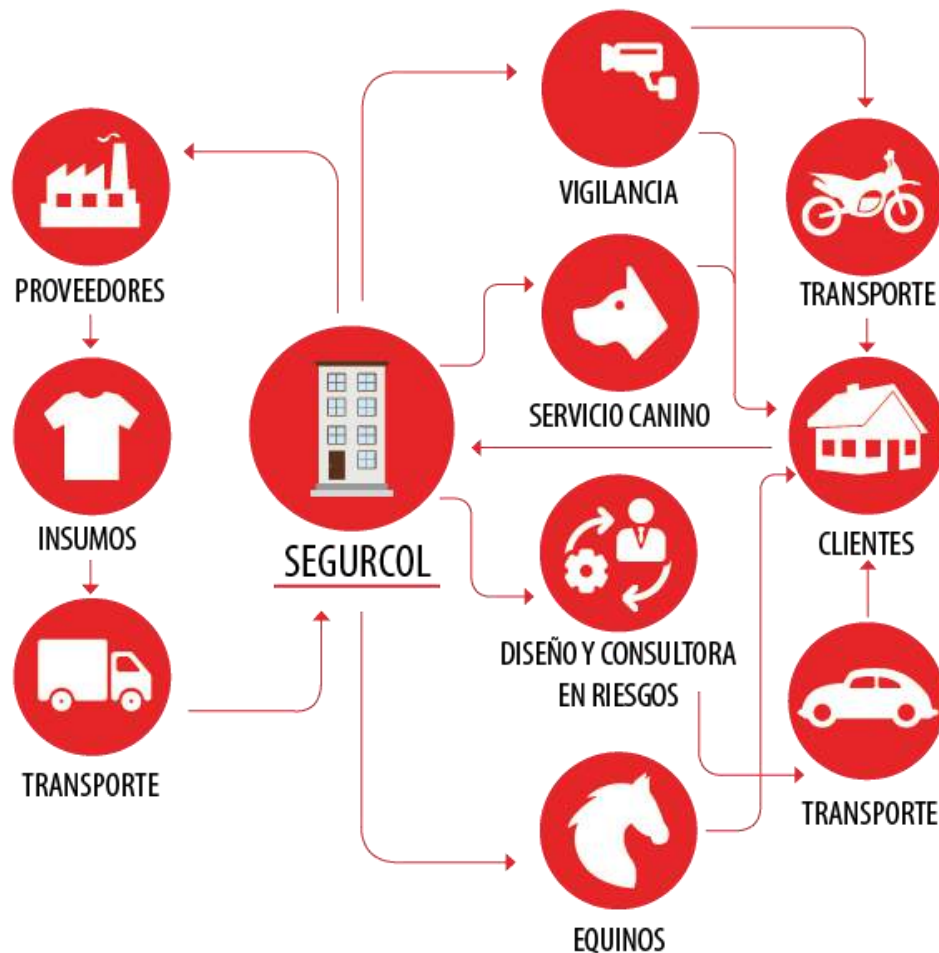 VIGILANCIA
PROVEEDORES
TRANSPORTE
SERVICIO CANINO
INSUMOS
CLIENTES
SEGURCOL
DISEÑO Y CONSULTORA
EN RIESGOS
TRANSPORTE
TRANSPORTE
EQUINOS